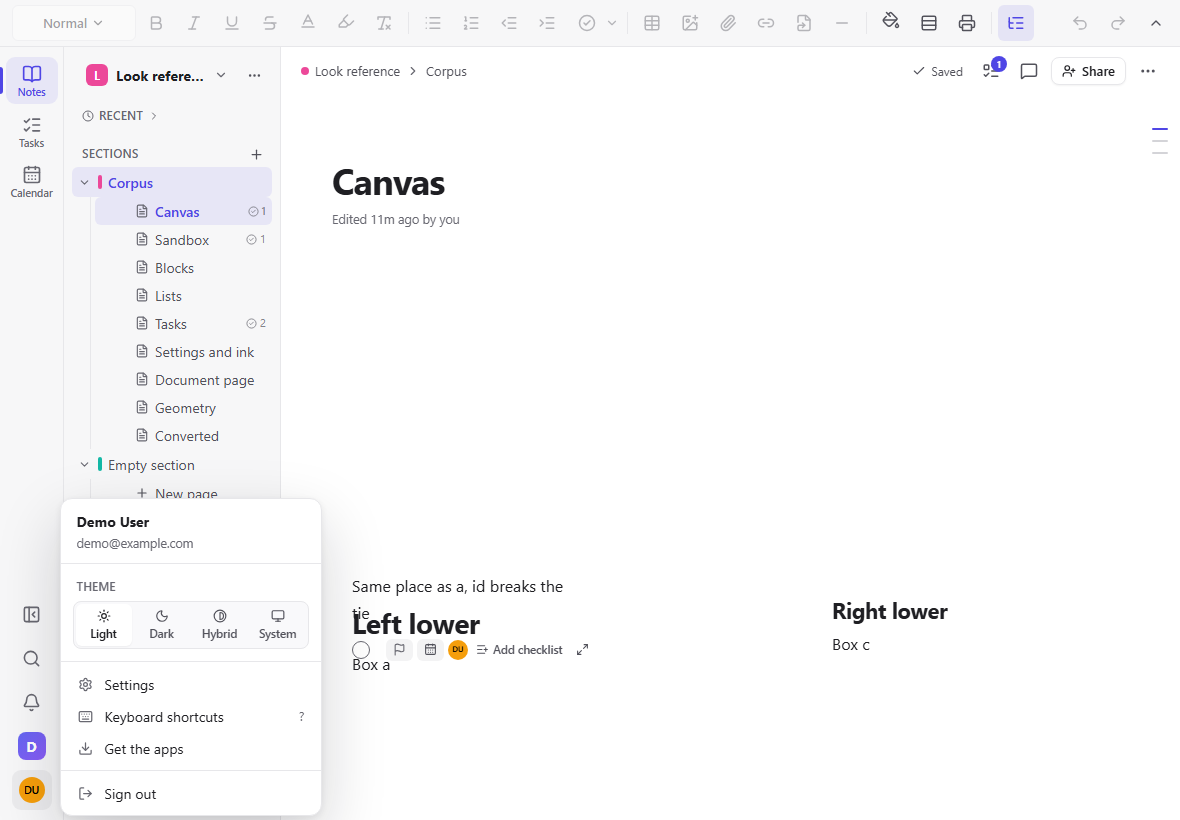 Normal
Notes
Tasks
Calendar
L
Look refere...
RECENT
SECTIONS
Corpus
Canvas
1
Sandbox
1
Blocks
Lists
Tasks
2
Settings and ink
Document page
Geometry
Converted
Empty section
New page
Look reference
Corpus
Saved
1
Share
Canvas
Edited 11m ago by you
Same place as a, id breaks the
tie
Left lower
DU
Add checklist
Box a
Right lower
Box c
Demo User
demo@example.com
THEME
Light
Dark
Hybrid
System
Settings
Keyboard shortcuts
?
Get the apps
Sign out
D
DU